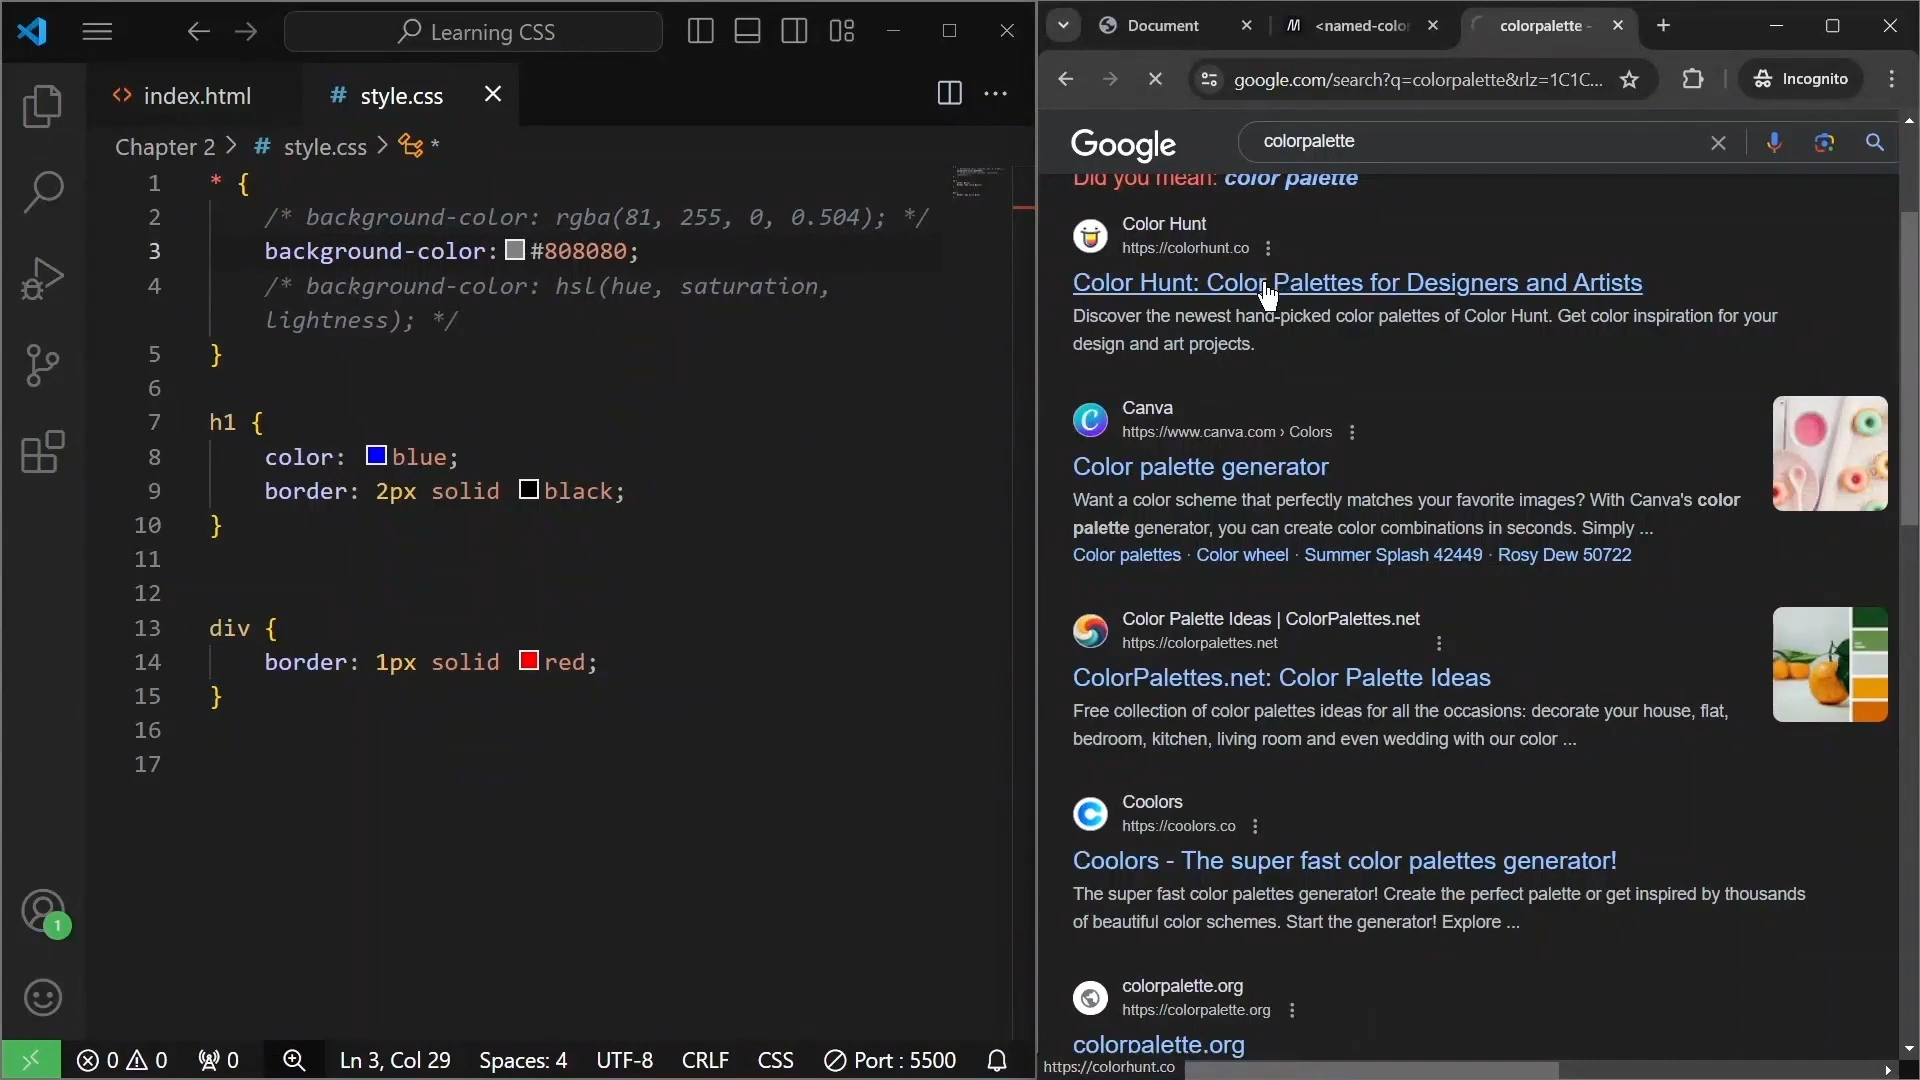 Learning CSS
index.html
# style.css
Chapter 2 > # style.css > *
1 * {
2 /* background-color: rgba(81, 255, 0, 0.504); */
3 background-color: #808080;
4 /* background-color: hsl(hue, saturation,
lightness); */
5 }
6
7 h1 {
8 color: blue;
9 border: 2px solid black;
10 }
11
12
13 div {
14 border: 1px solid red;
15 }
16
17
1
0 0 0 Ln 3, Col 29 Spaces: 4 UTF-8 CRLF CSS Port : 5500
Document
<named-color
colorpalette -
google.com/search?q=colorpalette&rlz=1C1C...
Incognito
Google
colorpalette
Did you mean: color palette
Color Hunt
https://colorhunt.co
Color Hunt: Color Palettes for Designers and Artists
Discover the newest hand-picked color palettes of Color Hunt. Get color inspiration for your
design and art projects.
Canva
https://www.canva.com › Colors
Color palette generator
Want a color scheme that perfectly matches your favorite images? With Canva's color
palette generator, you can create color combinations in seconds. Simply ...
Color palettes · Color wheel · Summer Splash 42449 · Rosy Dew 50722
Color Palette Ideas | ColorPalettes.net
https://colorpalettes.net
ColorPalettes.net: Color Palette Ideas
Free collection of color palettes ideas for all the occasions: decorate your house, flat,
bedroom, kitchen, living room and even wedding with our color ...
Coolors
https://coolors.co
Coolors - The super fast color palettes generator!
The super fast color palettes generator! Create the perfect palette or get inspired by thousands
of beautiful color schemes. Start the generator! Explore ...
colorpalette.org
https://colorpalette.org
colorpalette.org
https://colorhunt.co